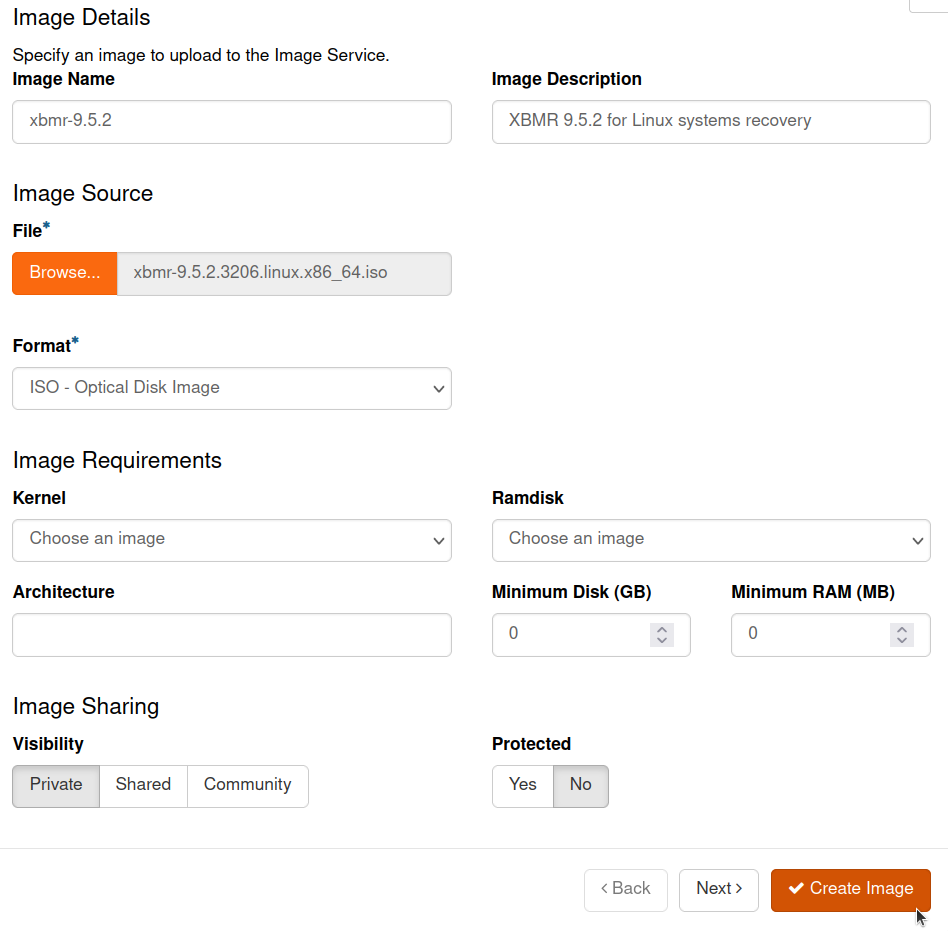 Image Details
Specify an image to upload to the Image Service.
Image Name Image Description
xbmr-9.5.2 XBMR 9.5.2 for Linux systems recovery
Image Source
File*
Browse... xbmr-9.5.2.3206.linux.x86_64.iso
Format*
ISO - Optical Disk Image
Image Requirements
Kernel Ramdisk
Choose an image Choose an image
Architecture Minimum Disk (GB) Minimum RAM (MB)
0 0
Image Sharing
Visibility Protected
Private Shared Community Yes No
‹ Back Next › ✔ Create Image